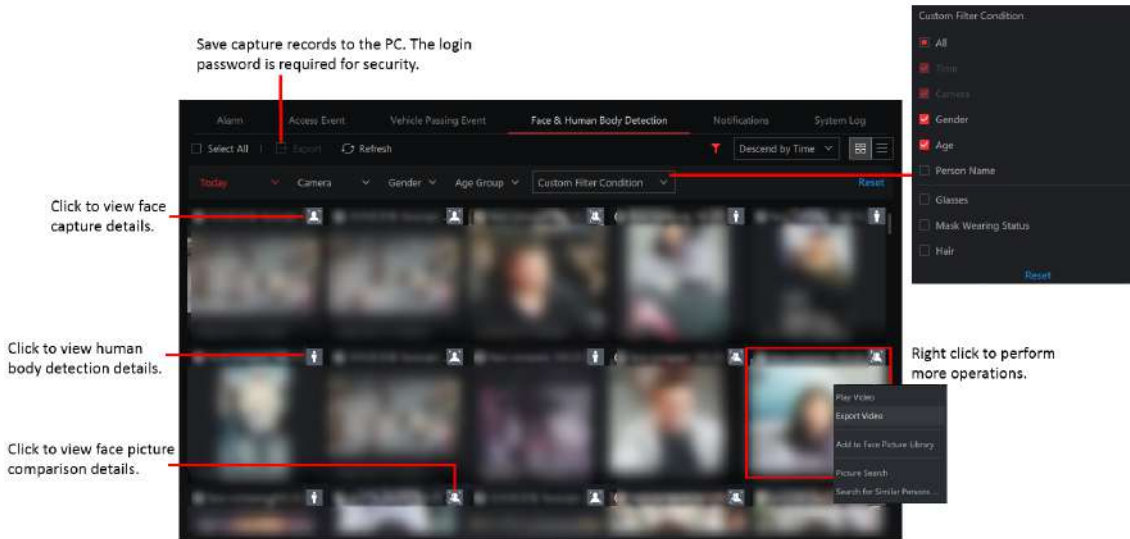 Custom Filter Condition
All
Time
Camera
Gender
Age
Person Name
Glasses
Mask Wearing Status
Hair
Reset
Save capture records to the PC. The login
password is required for security.
Alarm Access Event Vehicle Passing Event Face & Human Body Detection Notifications System Log
Select All Export Refresh Descend by Time
Today Camera Gender Age Group Custom Filter Condition Reset
Click to view face
capture details.
Click to view human
body detection details.
Right click to perform
more operations.
Play Video
Export Video
Add to Face Picture Library
Picture Search
Search for Similar Persons ...
Click to view face picture
comparison details.